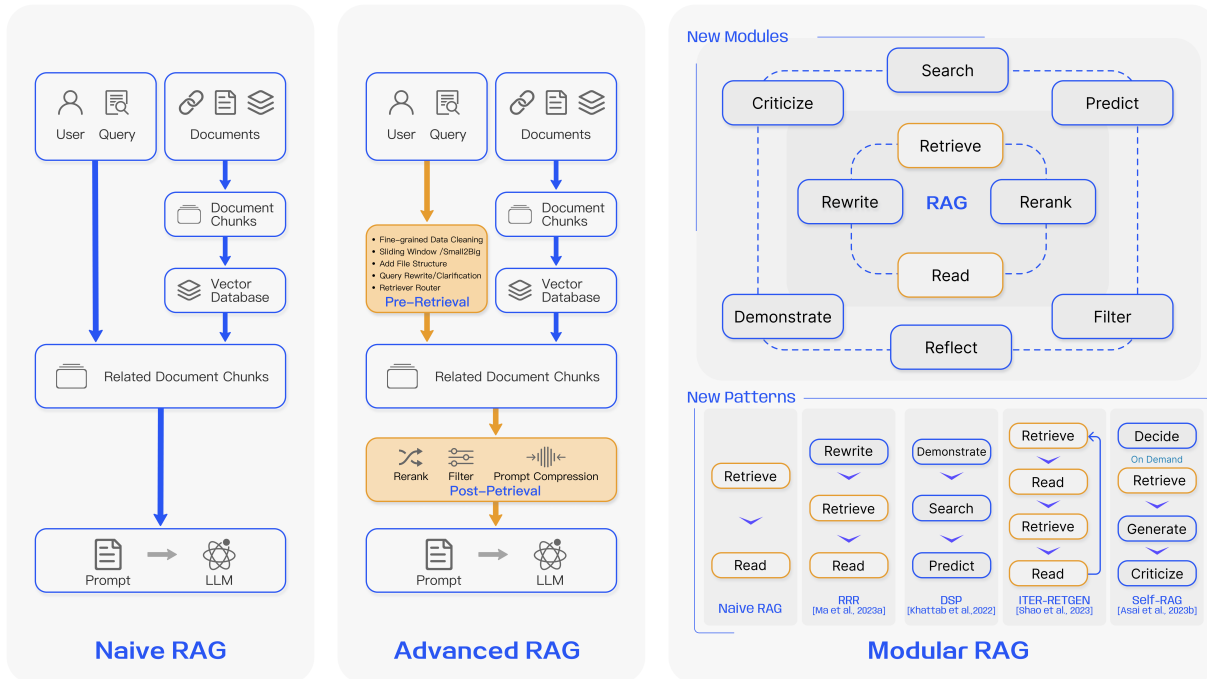 User Query
Documents
Document
Chunks
Vector
Database
Related Document Chunks
Prompt
LLM
Naive RAG
User Query
Documents
Document
Chunks
• Fine-grained Data Cleaning
• Sliding Window /Small2Big
• Add File Structure
• Query Rewrite/Clarification
• Retriever Router
Pre-Retrieval
Vector
Database
Related Document Chunks
Rerank Filter Prompt Compression
Post-Petrieval
Prompt
LLM
Advanced RAG
New Modules
Search
Criticize
Predict
Retrieve
Rewrite
RAG
Rerank
Read
Demonstrate
Filter
Reflect
New Patterns
Retrieve
Read
Naive RAG
Rewrite
Retrieve
Read
RRR
[Ma et al., 2023a]
Demonstrate
Search
Predict
DSP
[Khattab et al.,2022]
Retrieve
Read
Retrieve
Read
ITER-RETGEN
[Shao et al., 2023]
Decide
On Demand
Retrieve
Generate
Criticize
Self-RAG
[Asai et al., 2023b]
Modular RAG